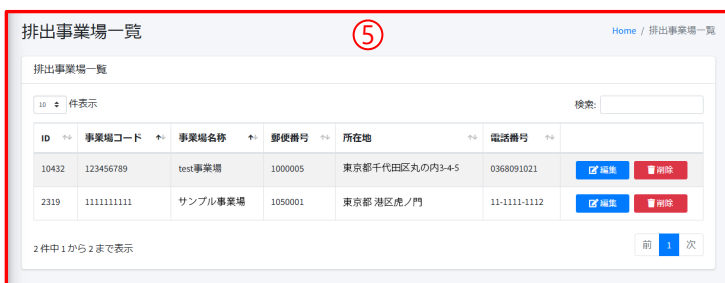 排出事業場一覧
⑤
Home / 排出事業場一覧
排出事業場一覧
10 件表示
検索:
ID 事業場コード 事業場名称 郵便番号 所在地 電話番号
10432 123456789 test事業場 1000005 東京都千代田区丸の内3-4-5 0368091021 編集 削除
2319 1111111111 サンプル事業場 1050001 東京都 港区虎ノ門 11-1111-1112 編集 削除
2件中 1 から 2 まで表示
前 1 次